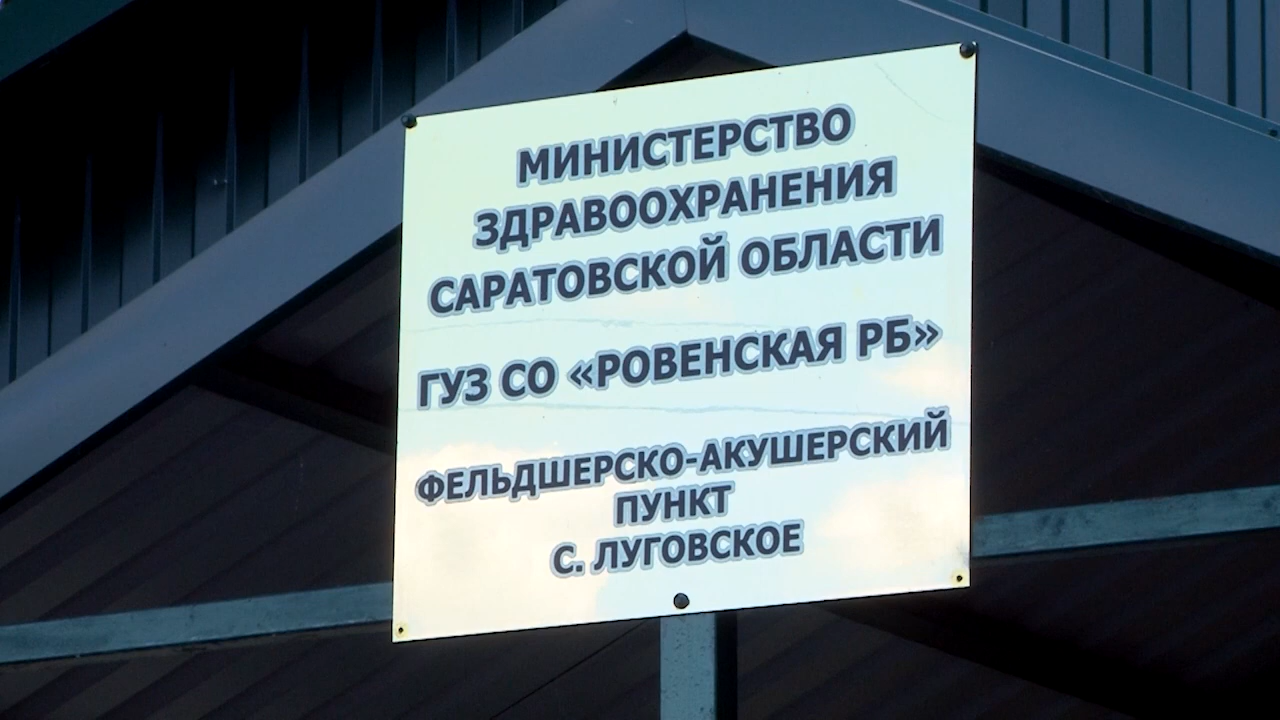 МИНИСТЕРСТВО
ЗДРАВООХРАНЕНИЯ
САРАТОВСКОЙ ОБЛАСТИ
ГУЗ СО «РОВЕНСКАЯ РБ»
ФЕЛЬДШЕРСКО-АКУШЕРСКИЙ
ПУНКТ
С. ЛУГОВСКОЕ